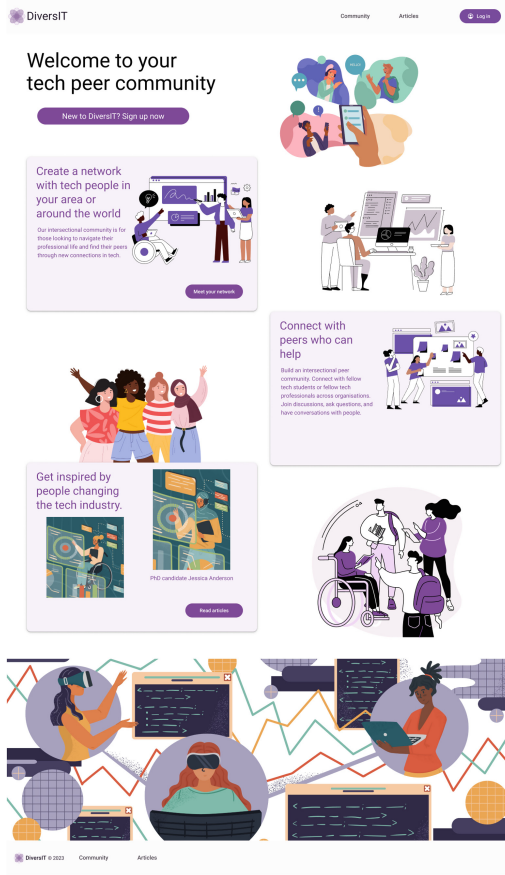 DiversIT
Community
Articles
Log in
Welcome to your
tech peer community
New to DiversIT? Sign up now
HELLO!
Create a network
with tech people in
your area or
around the world
Our intersectional community is for
those looking to navigate their
professional life and find their peers
through new connections in tech.
Meet your network
Connect with
peers who can
help
Build an intersectional peer
community. Connect with fellow
tech students or fellow tech
professionals across organisations.
Join discussions, ask questions, and
have conversations with people.
Get inspired by
people changing
the tech industry.
PhD candidate Jessica Anderson
Read articles
DiversIT © 2023
Community
Articles